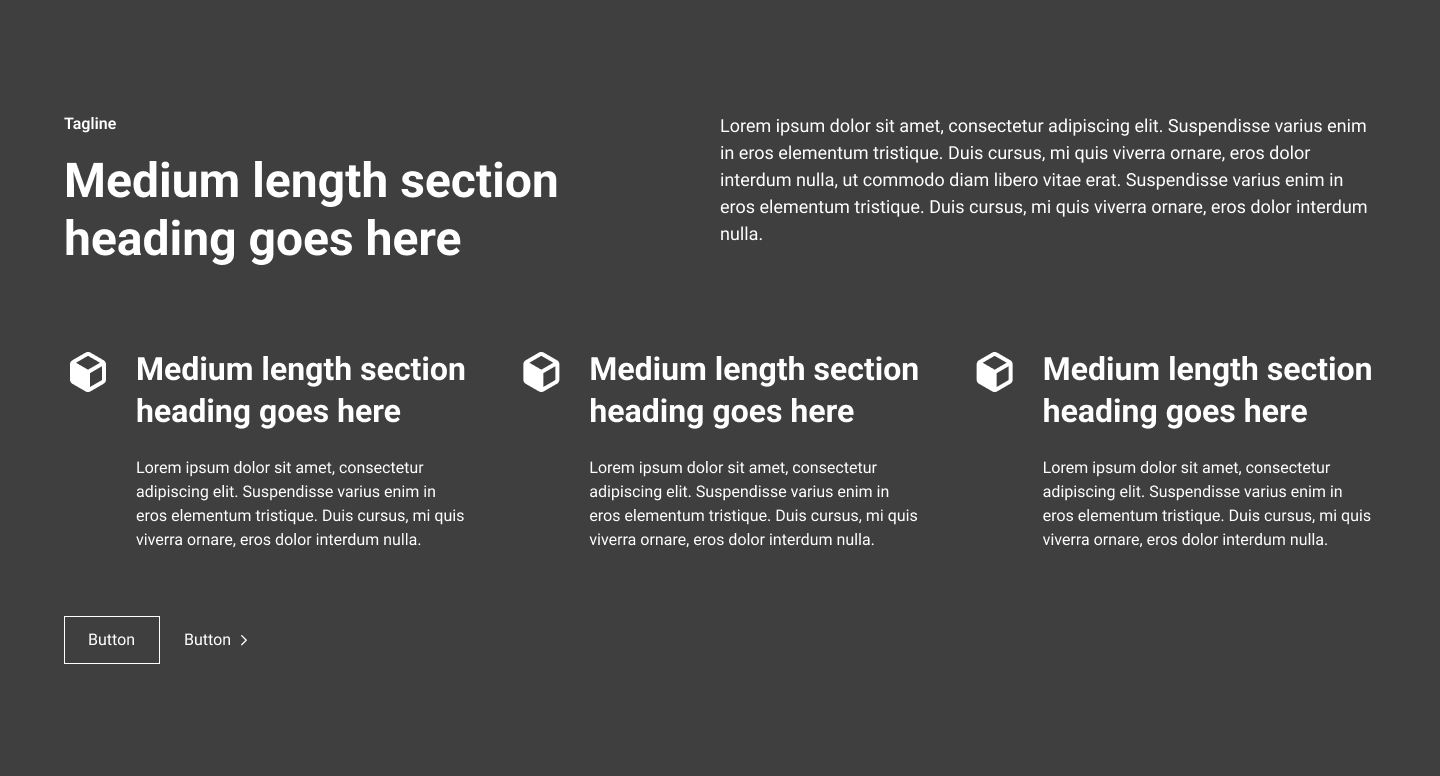 Tagline
Medium length section
heading goes here
Lorem ipsum dolor sit amet, consectetur adipiscing elit. Suspendisse varius enim
in eros elementum tristique. Duis cursus, mi quis viverra ornare, eros dolor
interdum nulla, ut commodo diam libero vitae erat. Suspendisse varius enim in
eros elementum tristique. Duis cursus, mi quis viverra ornare, eros dolor interdum
nulla.
Medium length section
heading goes here
Lorem ipsum dolor sit amet, consectetur
adipiscing elit. Suspendisse varius enim in
eros elementum tristique. Duis cursus, mi quis
viverra ornare, eros dolor interdum nulla.
Medium length section
heading goes here
Lorem ipsum dolor sit amet, consectetur
adipiscing elit. Suspendisse varius enim in
eros elementum tristique. Duis cursus, mi quis
viverra ornare, eros dolor interdum nulla.
Medium length section
heading goes here
Lorem ipsum dolor sit amet, consectetur
adipiscing elit. Suspendisse varius enim in
eros elementum tristique. Duis cursus, mi quis
viverra ornare, eros dolor interdum nulla.
Button
Button